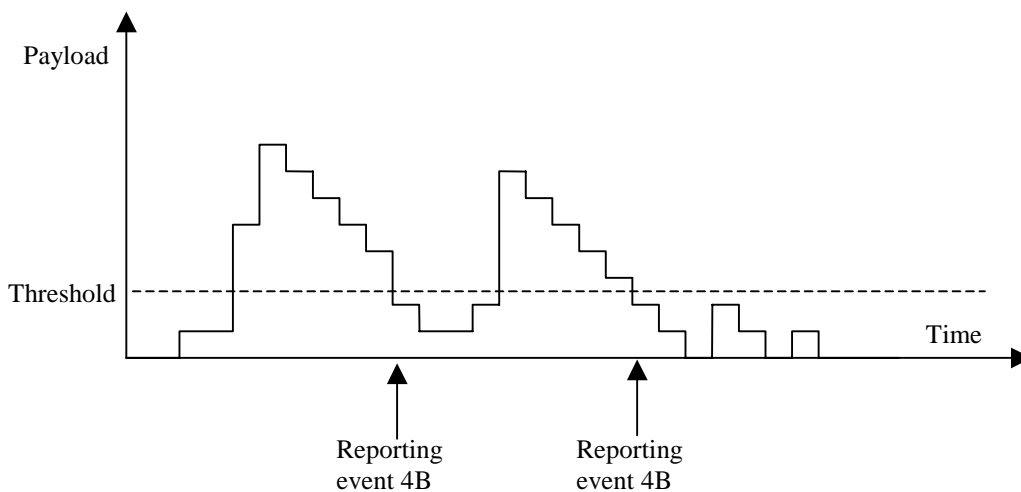 Payload
Threshold
Time
Reporting
event 4B
Reporting
event 4B